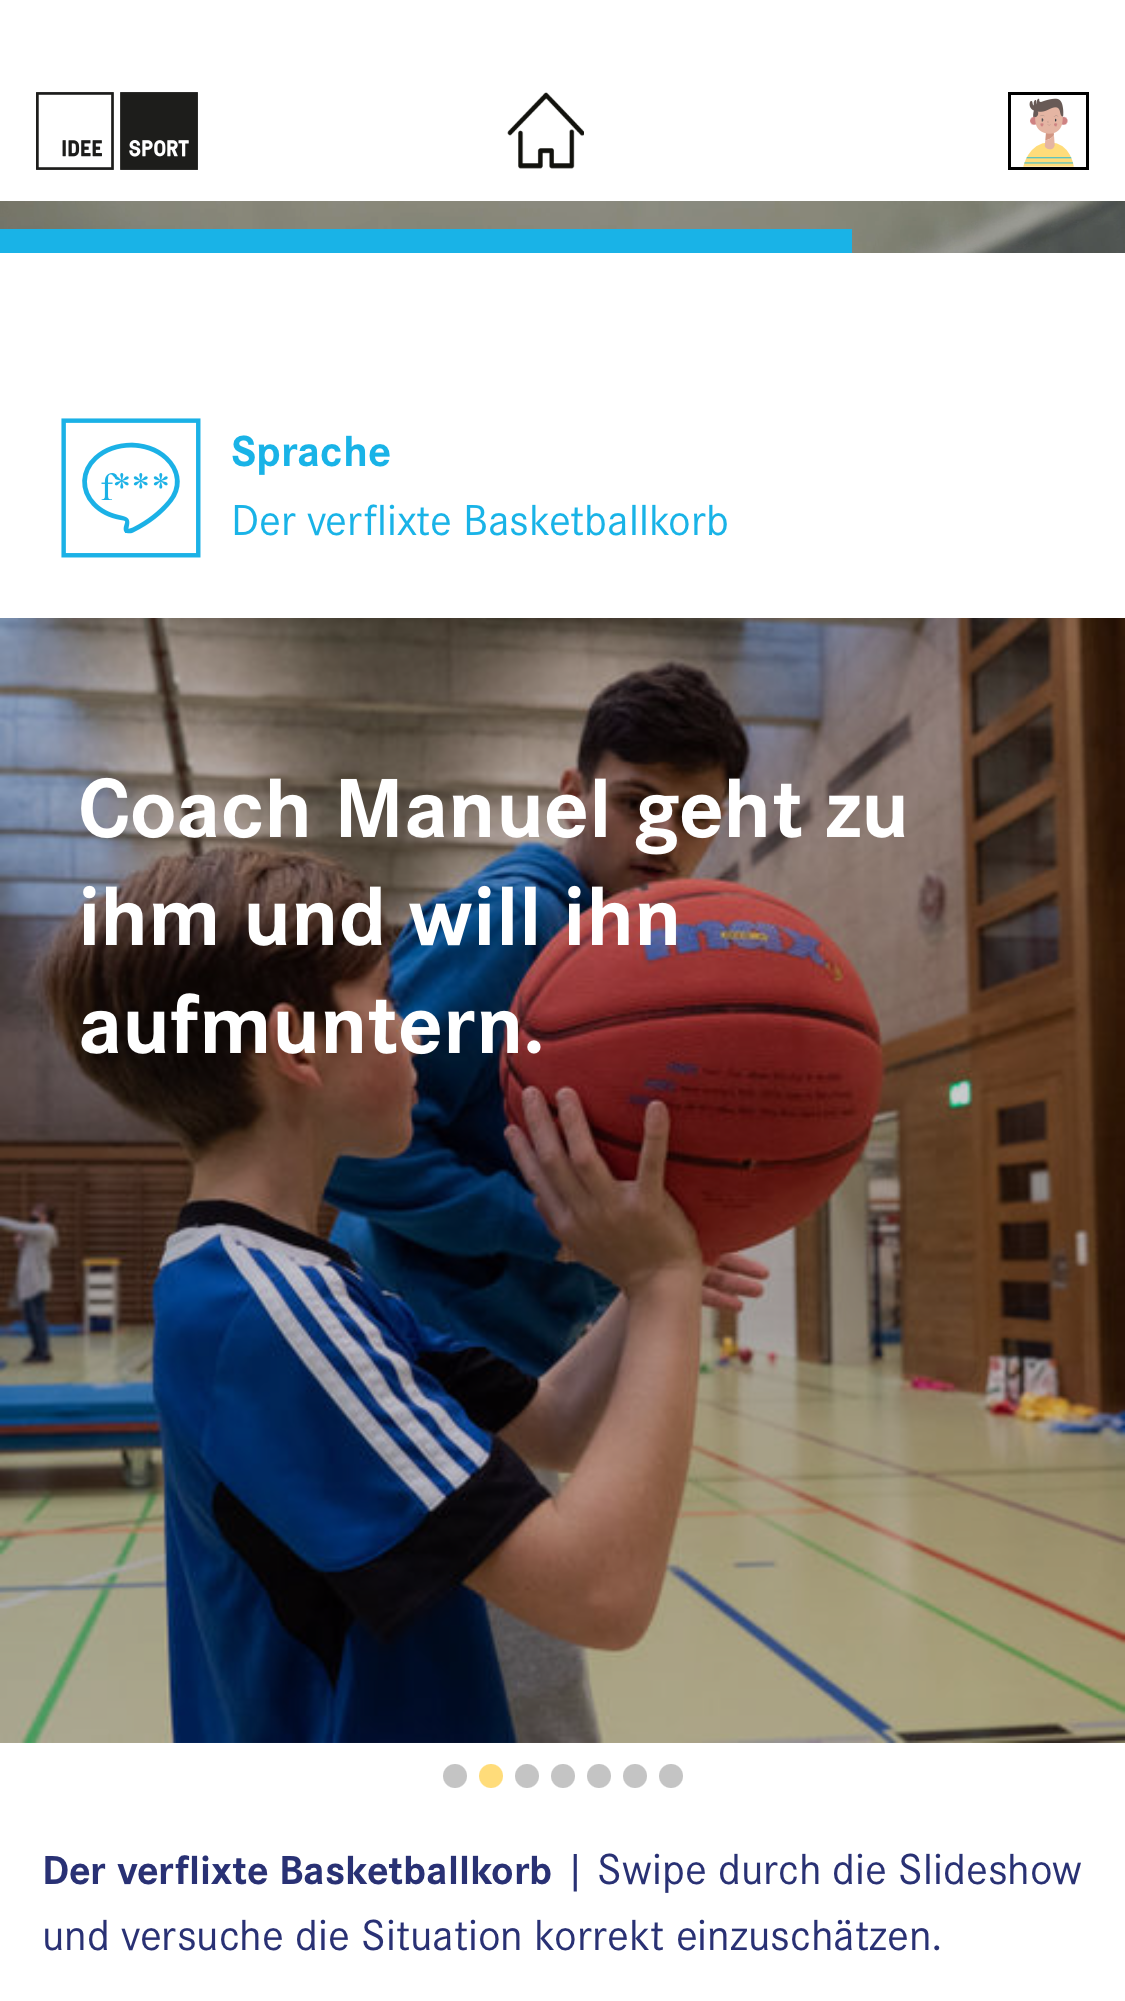 IDEE SPORT
f***
Sprache
Der verflixte Basketballkorb
Coach Manuel geht zu
ihm und will ihn
aufmuntern.
max
Der verflixte Basketballkorb | Swipe durch die Slideshow
und versuche die Situation korrekt einzuschätzen.